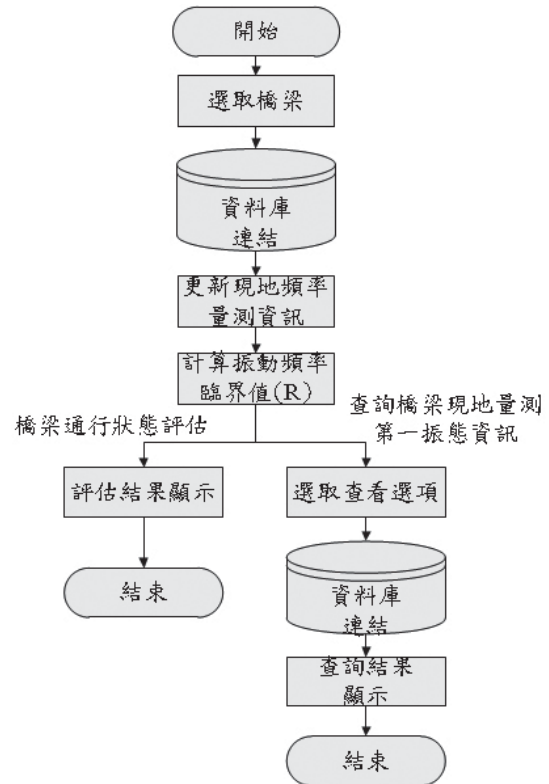 開始
選取橋梁
資料庫
連結
更新現地頻率
量測資訊
計算振動頻率
臨界值(R)
橋梁通行狀態評估
查詢橋梁現地量測
第一振態資訊
評估結果顯示
結束
選取查看選項
資料庫
連結
查詢結果
顯示
結束